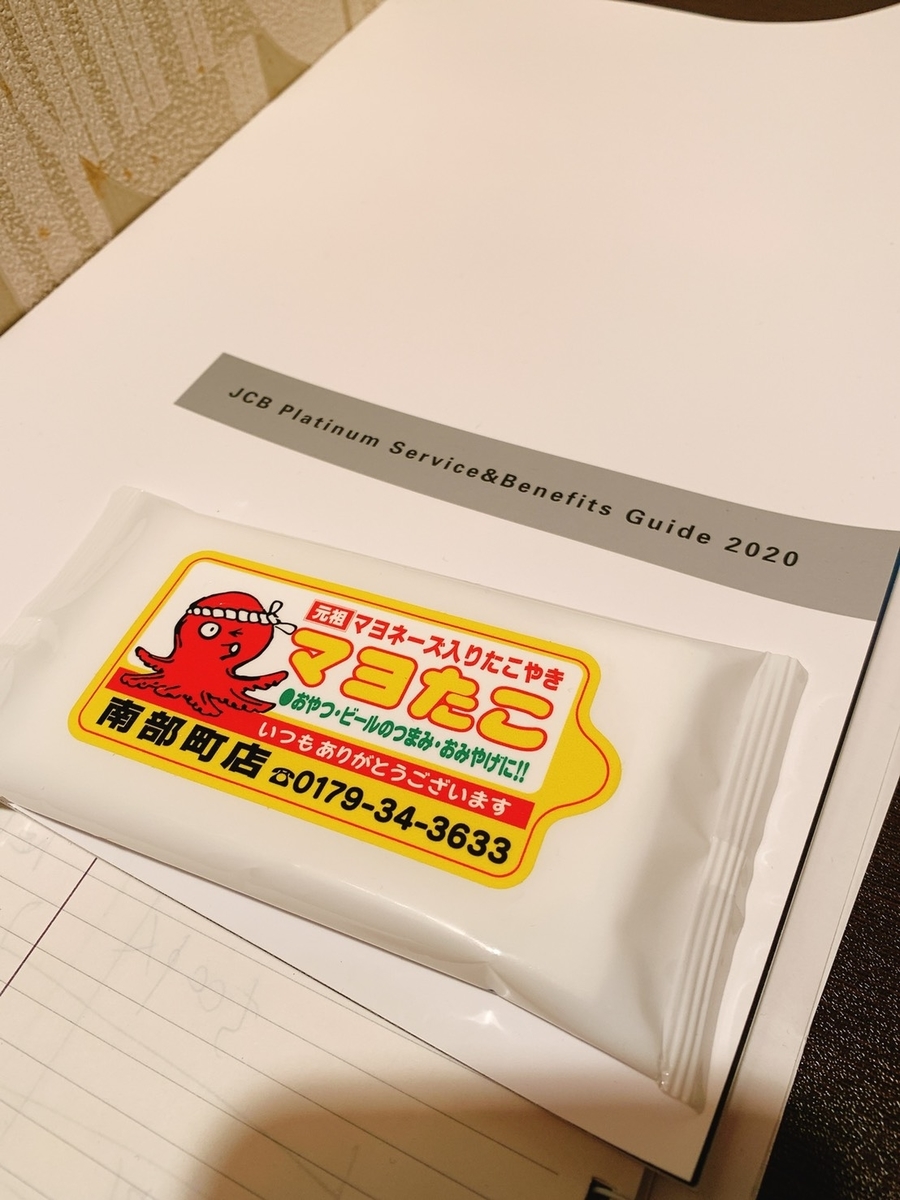 JCB Platinum Service&Benefits Guide 2020
元祖 マヨネーズ入りたこやき
マヨたこ
●おやつ・ビールのつまみ・おみやげに!!
いつもありがとうございます
南部町店 ☎0179-34-3633